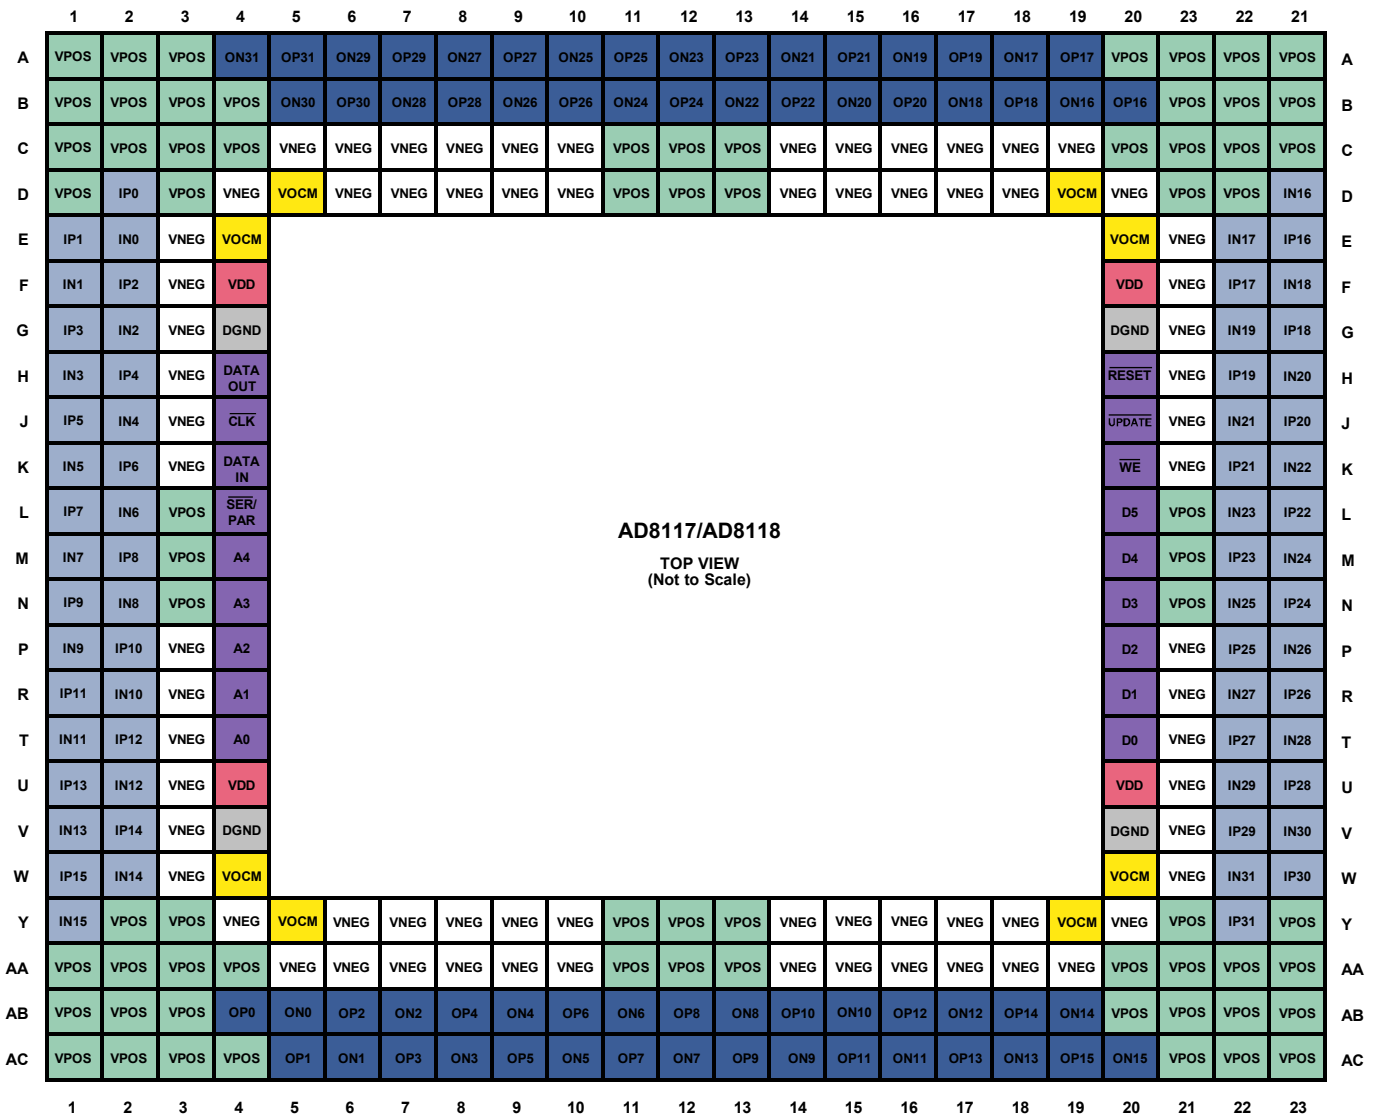 1 2 3 4 5 6 7 8 9 10 11 12 13 14 15 16 17 18 19 20 23 22 21
A VPOS VPOS VPOS ON31 OP31 ON29 OP29 ON27 OP27 ON25 OP25 ON23 OP23 ON21 OP21 ON19 OP19 ON17 OP17 VPOS VPOS VPOS VPOS A
B VPOS VPOS VPOS VPOS ON30 OP30 ON28 OP28 ON26 OP26 ON24 OP24 ON22 OP22 ON20 OP20 ON18 OP18 ON16 OP16 VPOS VPOS VPOS B
C VPOS VPOS VPOS VPOS VNEG VNEG VNEG VNEG VNEG VNEG VPOS VPOS VPOS VNEG VNEG VNEG VNEG VNEG VNEG VPOS VPOS VPOS VPOS C
D VPOS IP0 VPOS VNEG VOCM VNEG VNEG VNEG VNEG VNEG VPOS VPOS VPOS VNEG VNEG VNEG VNEG VNEG VOCM VNEG VPOS VPOS IN16 D
E IP1 IN0 VNEG VOCM VOCM VNEG IN17 IP16 E
F IN1 IP2 VNEG VDD VDD VNEG IP17 IN18 F
G IP3 IN2 VNEG DGND DGND VNEG IN19 IP18 G
H IN3 IP4 VNEG DATA OUT RESET VNEG IP19 IN20 H
J IP5 IN4 VNEG CLK UPDATE VNEG IN21 IP20 J
K IN5 IP6 VNEG DATA IN WE VNEG IP21 IN22 K
L IP7 IN6 VPOS SER/ PAR D5 VPOS IN23 IP22 L
AD8117/AD8118
M IN7 IP8 VPOS A4 D4 VPOS IP23 IN24 M
TOP VIEW
(Not to Scale)
N IP9 IN8 VPOS A3 D3 VPOS IN25 IP24 N
P IN9 IP10 VNEG A2 D2 VNEG IP25 IN26 P
R IP11 IN10 VNEG A1 D1 VNEG IN27 IP26 R
T IN11 IP12 VNEG A0 D0 VNEG IP27 IN28 T
U IP13 IN12 VNEG VDD VDD VNEG IN29 IP28 U
V IN13 IP14 VNEG DGND DGND VNEG IP29 IN30 V
W IP15 IN14 VNEG VOCM VOCM VNEG IN31 IP30 W
Y IN15 VPOS VPOS VNEG VOCM VNEG VNEG VNEG VNEG VNEG VPOS VPOS VPOS VNEG VNEG VNEG VNEG VNEG VOCM VNEG VPOS IP31 VPOS Y
AA VPOS VPOS VPOS VPOS VNEG VNEG VNEG VNEG VNEG VNEG VPOS VPOS VPOS VNEG VNEG VNEG VNEG VNEG VNEG VPOS VPOS VPOS VPOS AA
AB VPOS VPOS VPOS OP0 ON0 OP2 ON2 OP4 ON4 OP6 ON6 OP8 ON8 OP10 ON10 OP12 ON12 OP14 ON14 VPOS VPOS VPOS VPOS AB
AC VPOS VPOS VPOS VPOS OP1 ON1 OP3 ON3 OP5 ON5 OP7 ON7 OP9 ON9 OP11 ON11 OP13 ON13 OP15 ON15 VPOS VPOS VPOS AC
1 2 3 4 5 6 7 8 9 10 11 12 13 14 15 16 17 18 19 20 21 22 23